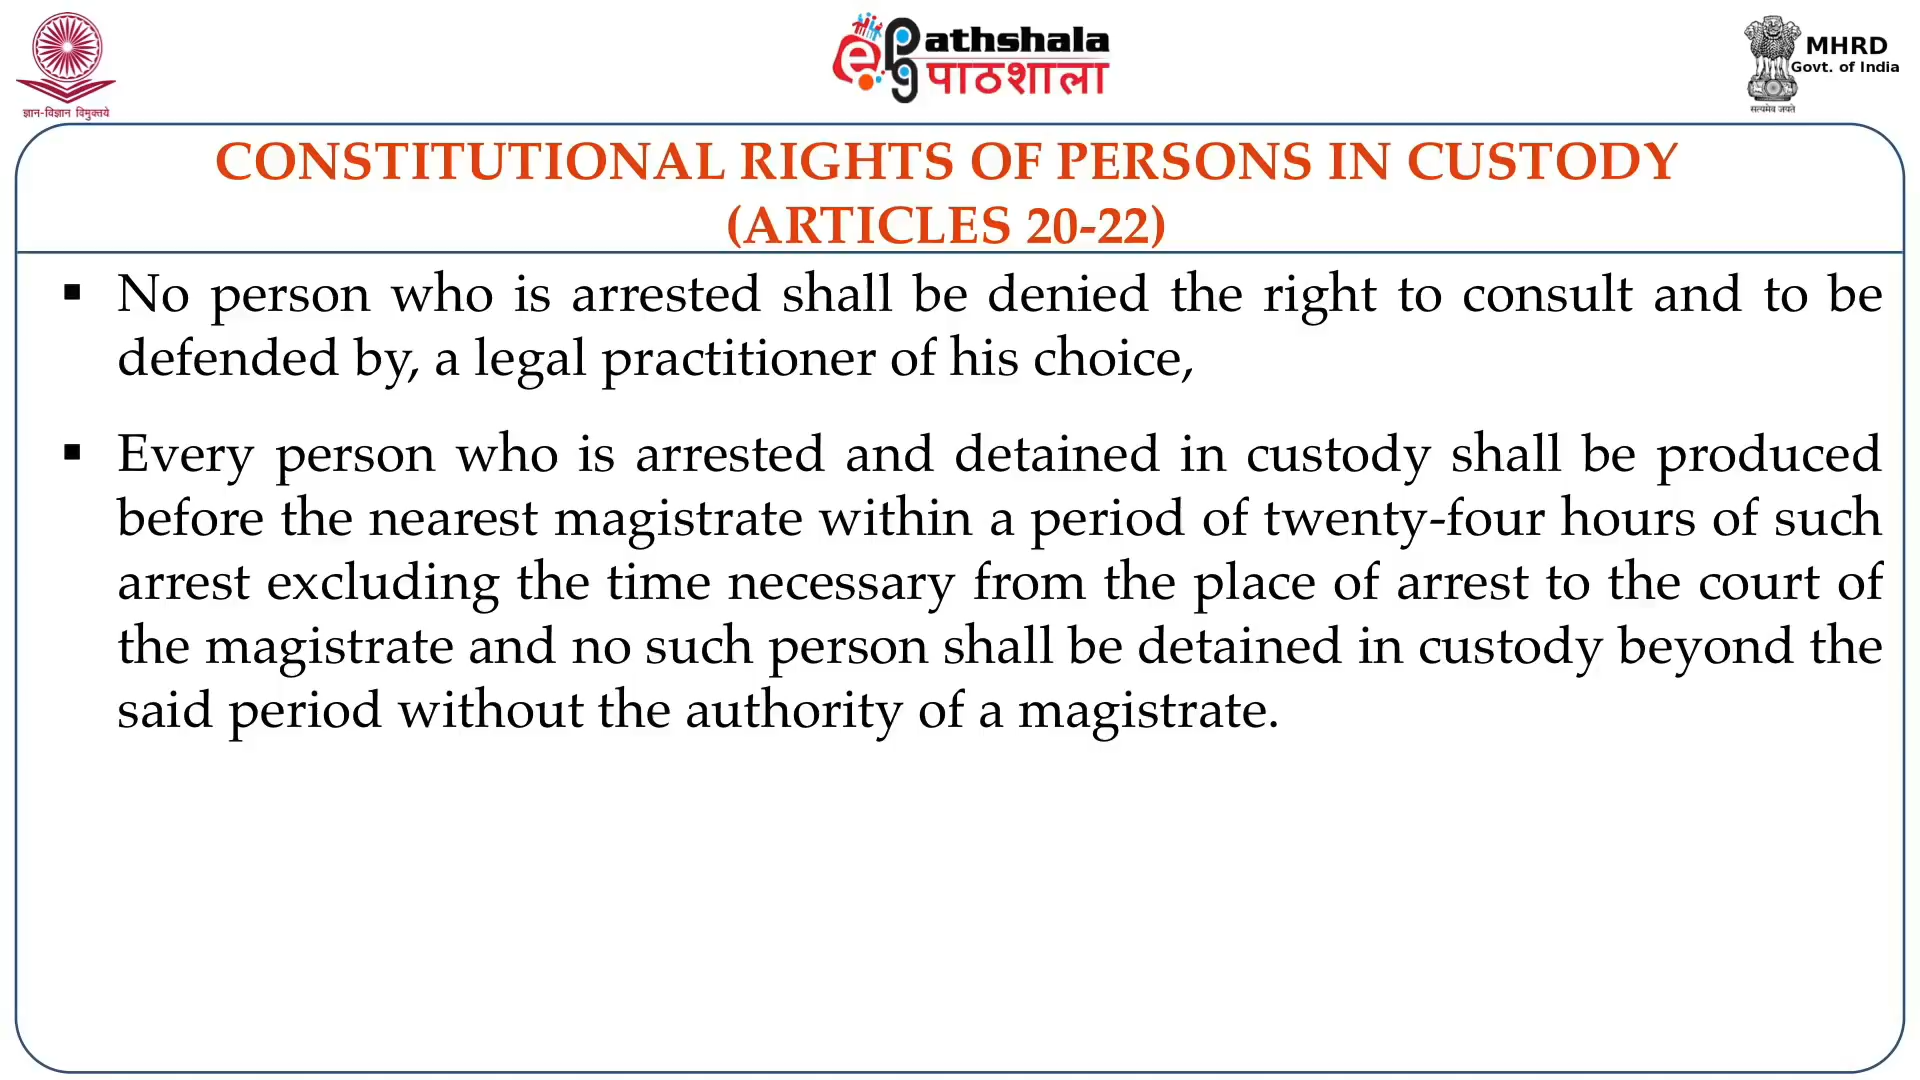 ज्ञान-विज्ञान विमुक्तये
ePathshala
पाठशाला
MHRD
Govt. of India
सत्यमेव जयते
CONSTITUTIONAL RIGHTS OF PERSONS IN CUSTODY
(ARTICLES 20-22)
▪ No person who is arrested shall be denied the right to consult and to be
defended by, a legal practitioner of his choice,
▪ Every person who is arrested and detained in custody shall be produced
before the nearest magistrate within a period of twenty-four hours of such
arrest excluding the time necessary from the place of arrest to the court of
the magistrate and no such person shall be detained in custody beyond the
said period without the authority of a magistrate.